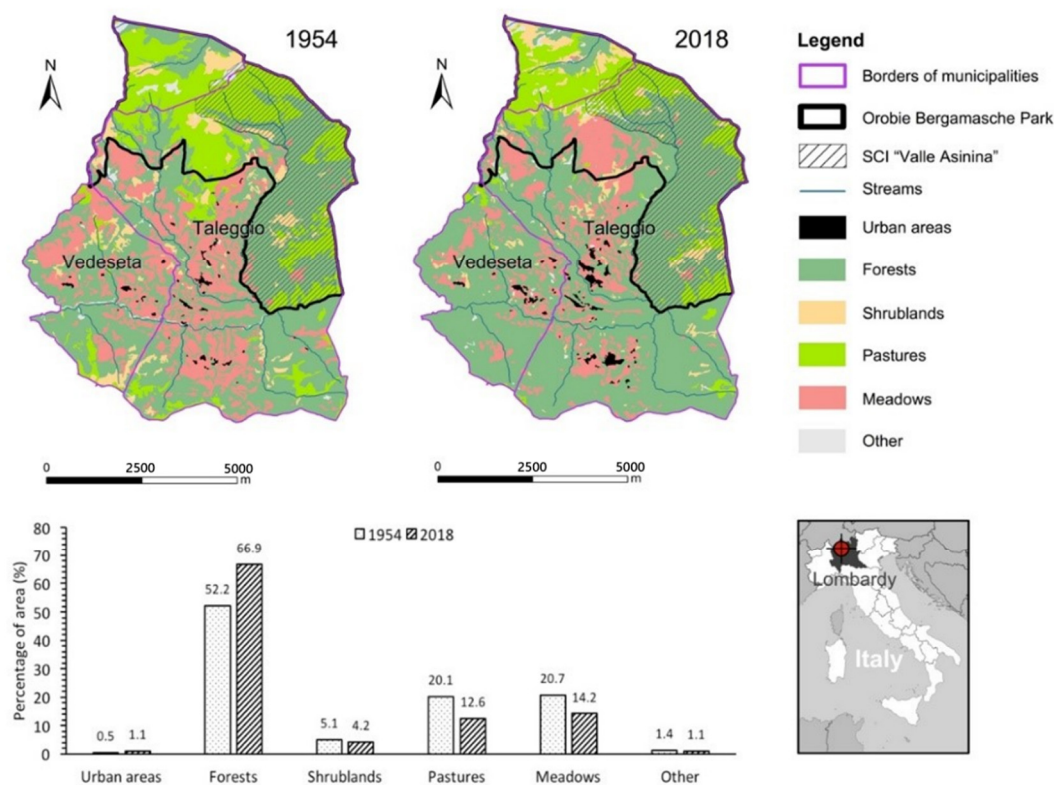 1954
2018
N
N
Taleggio
Vedeseta
Taleggio
Vedeseta
0 2500 5000
m
0 2500 5000
m
Legend
Borders of municipalities
Orobie Bergamasche Park
SCI “Valle Asinina”
Streams
Urban areas
Forests
Shrublands
Pastures
Meadows
Other
Percentage of area (%)
80
70
60
50
40
30
20
10
0
1954 2018
0.5 1.1
52.2 66.9
5.1 4.2
20.1 12.6
20.7 14.2
1.4 1.1
Urban areas Forests Shrublands Pastures Meadows Other
Lombardy
Italy